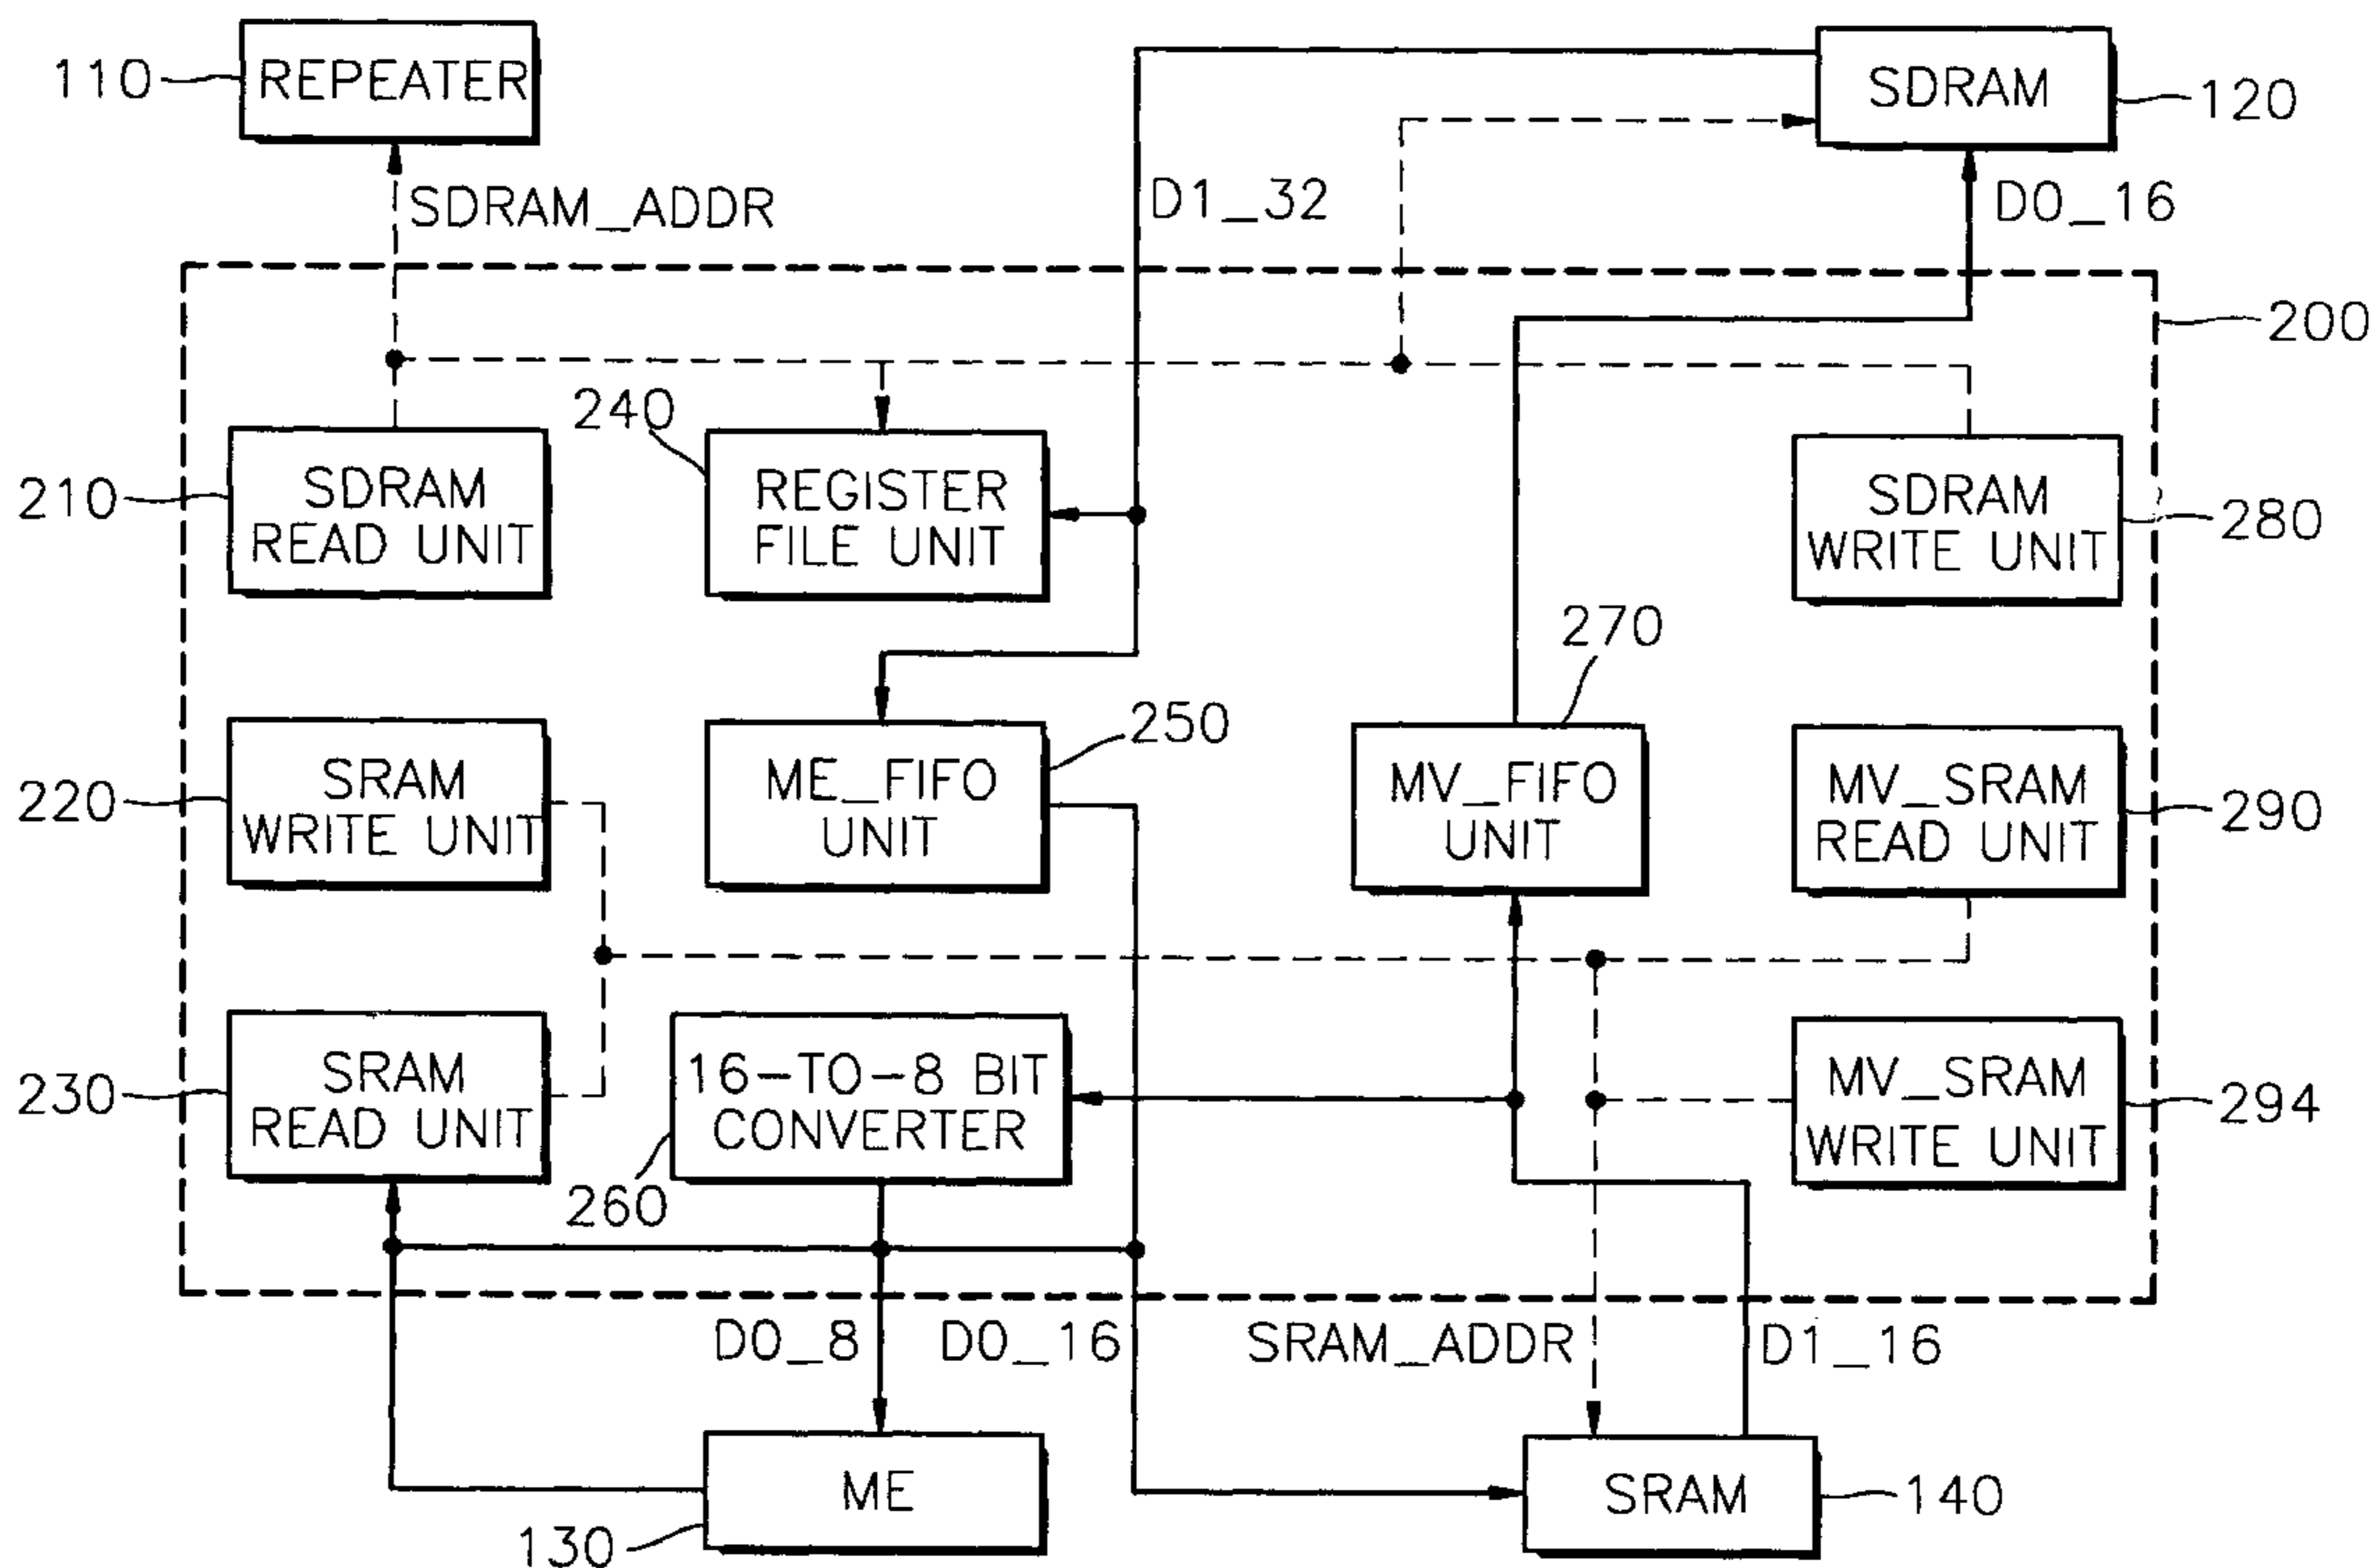 110
REPEATER
SDRAM
120
SDRAM_ADDR
D1_32
D0_16
200
240
210
SDRAM
READ UNIT
REGISTER
FILE UNIT
SDRAM
WRITE UNIT
280
270
250
220
SRAM
WRITE UNIT
ME_FIFO
UNIT
MV_FIFO
UNIT
MV_SRAM
READ UNIT
290
230
SRAM
READ UNIT
16-TO-8 BIT
CONVERTER
260
MV_SRAM
WRITE UNIT
294
D0_8
D0_16
SRAM_ADDR
D1_16
ME
130
SRAM
140